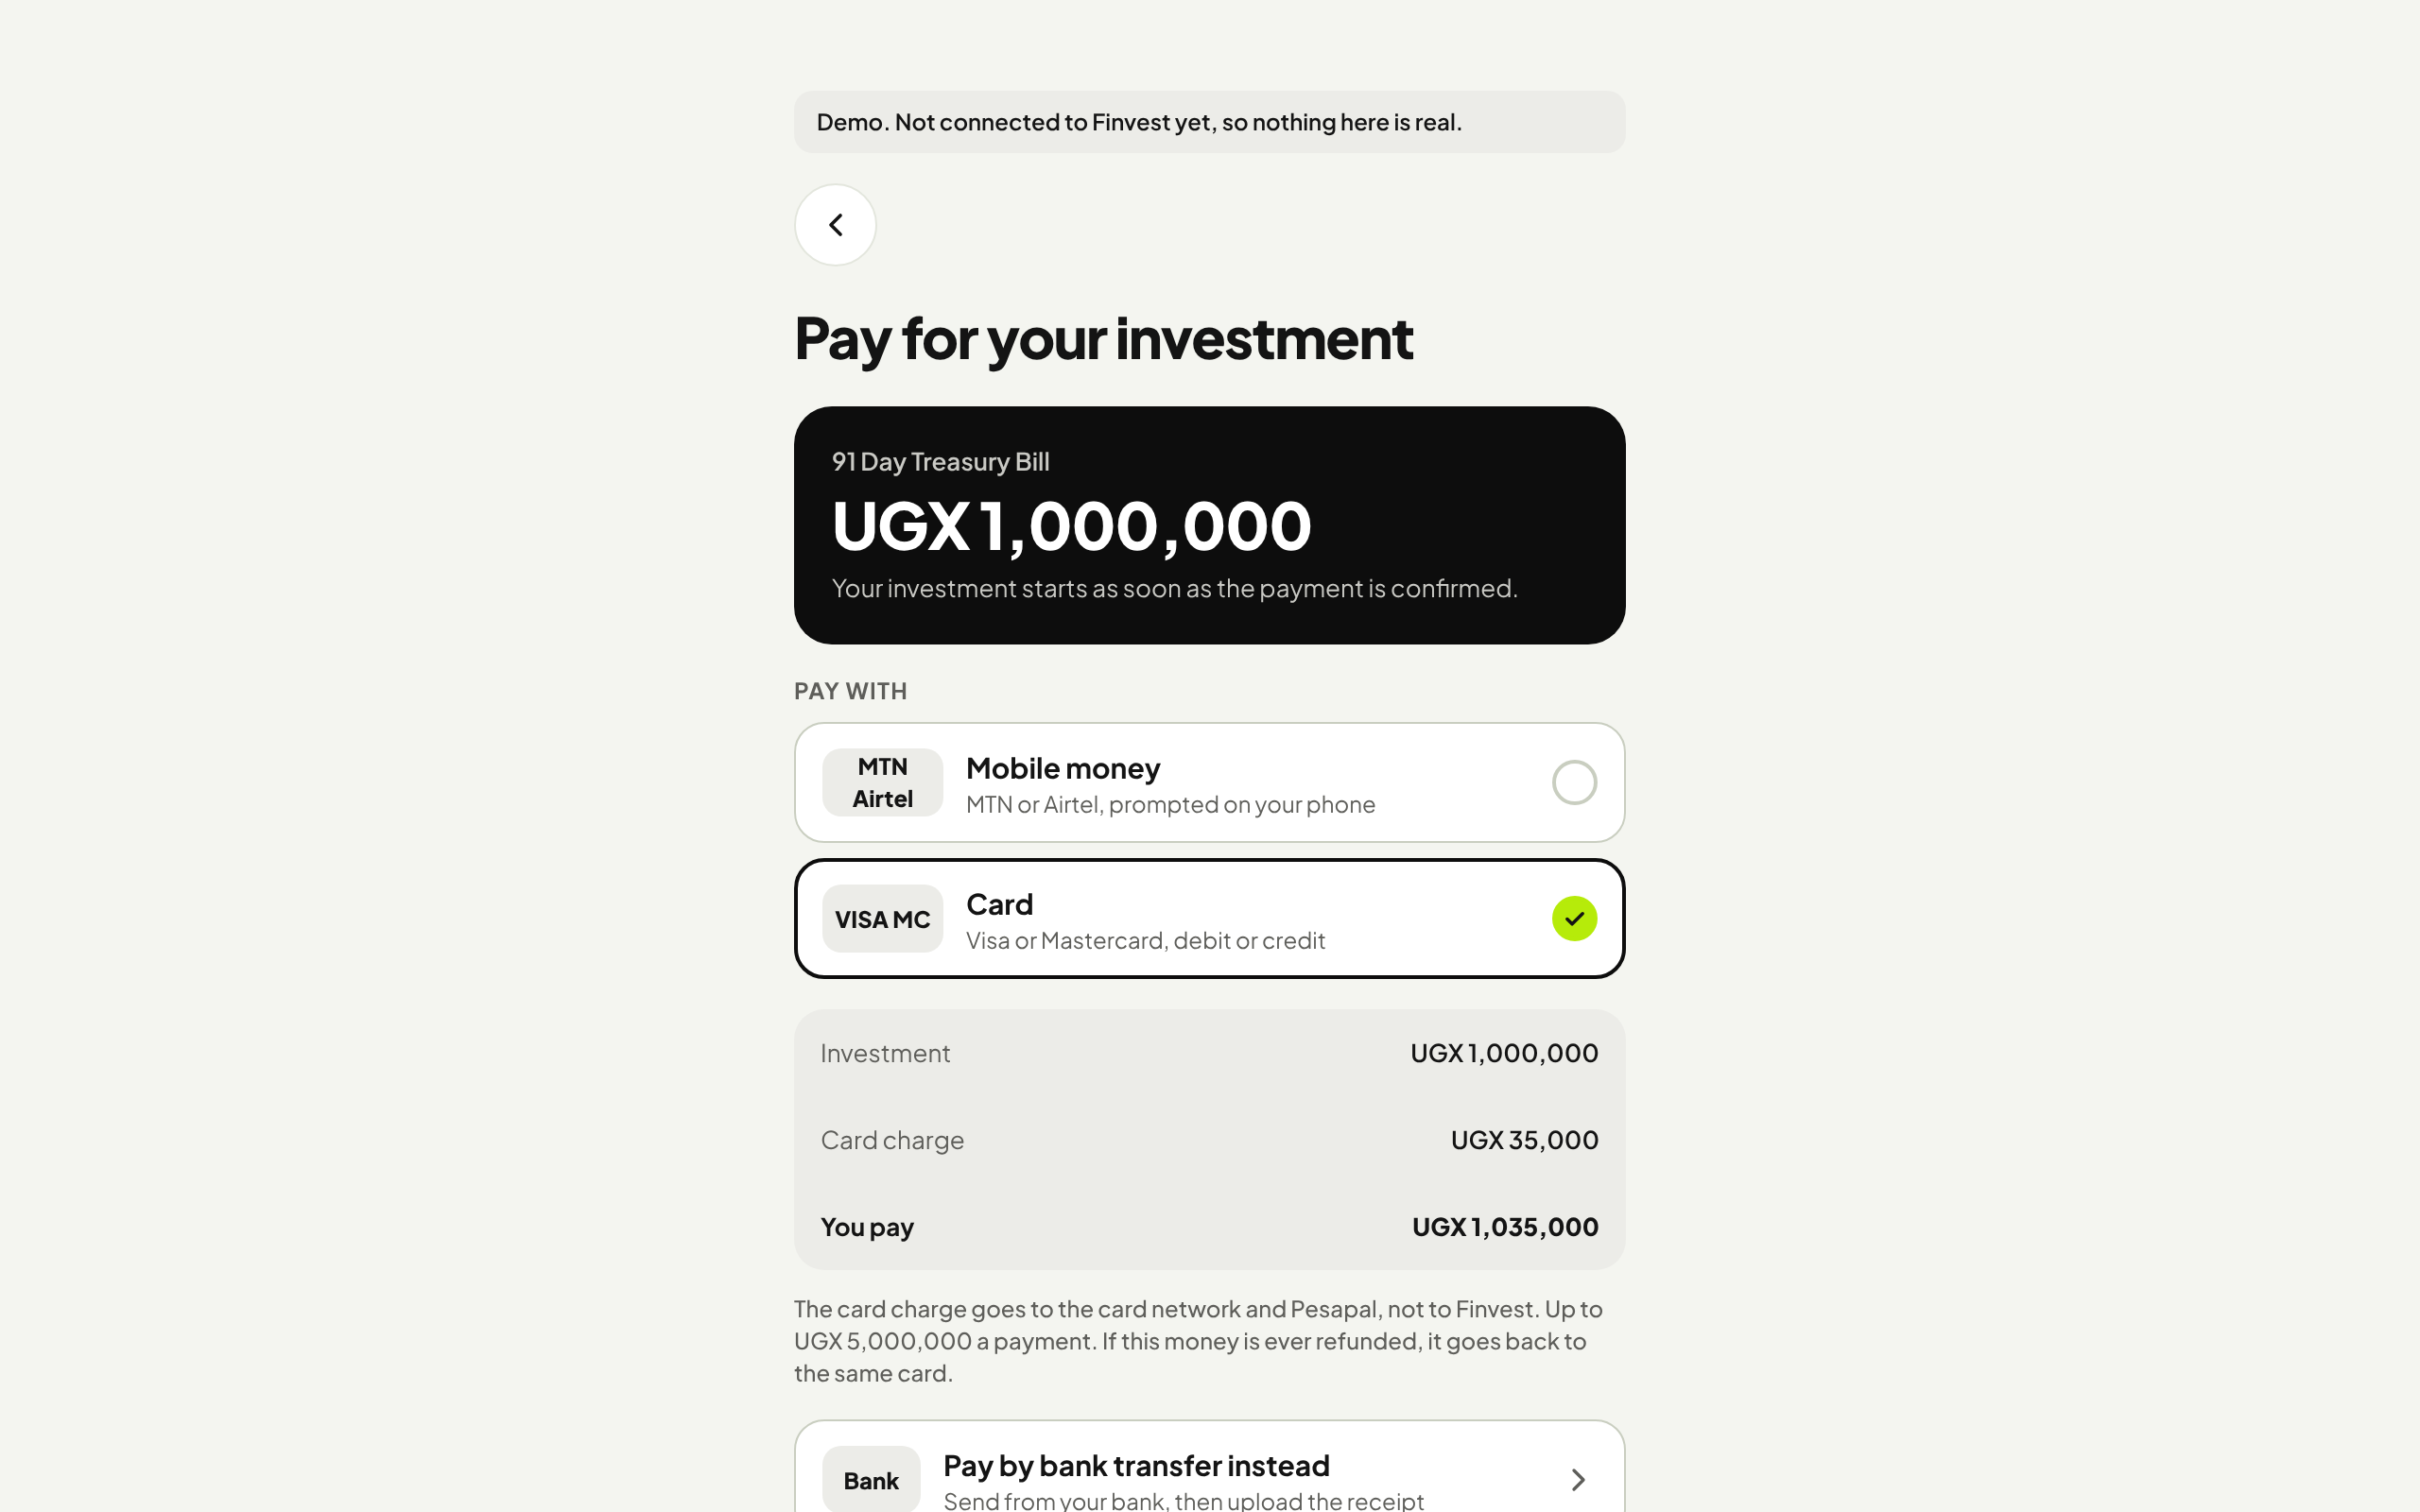 Demo. Not connected to Finvest yet, so nothing here is real.
Pay for your investment
91 Day Treasury Bill
UGX 1,000,000
Your investment starts as soon as the payment is confirmed.
PAY WITH
MTN
Airtel
Mobile money
MTN or Airtel, prompted on your phone
VISA MC
Card
Visa or Mastercard, debit or credit
Investment UGX 1,000,000
Card charge UGX 35,000
You pay UGX 1,035,000
The card charge goes to the card network and Pesapal, not to Finvest. Up to
UGX 5,000,000 a payment. If this money is ever refunded, it goes back to
the same card.
Bank
Pay by bank transfer instead
Send from your bank, then upload the receipt